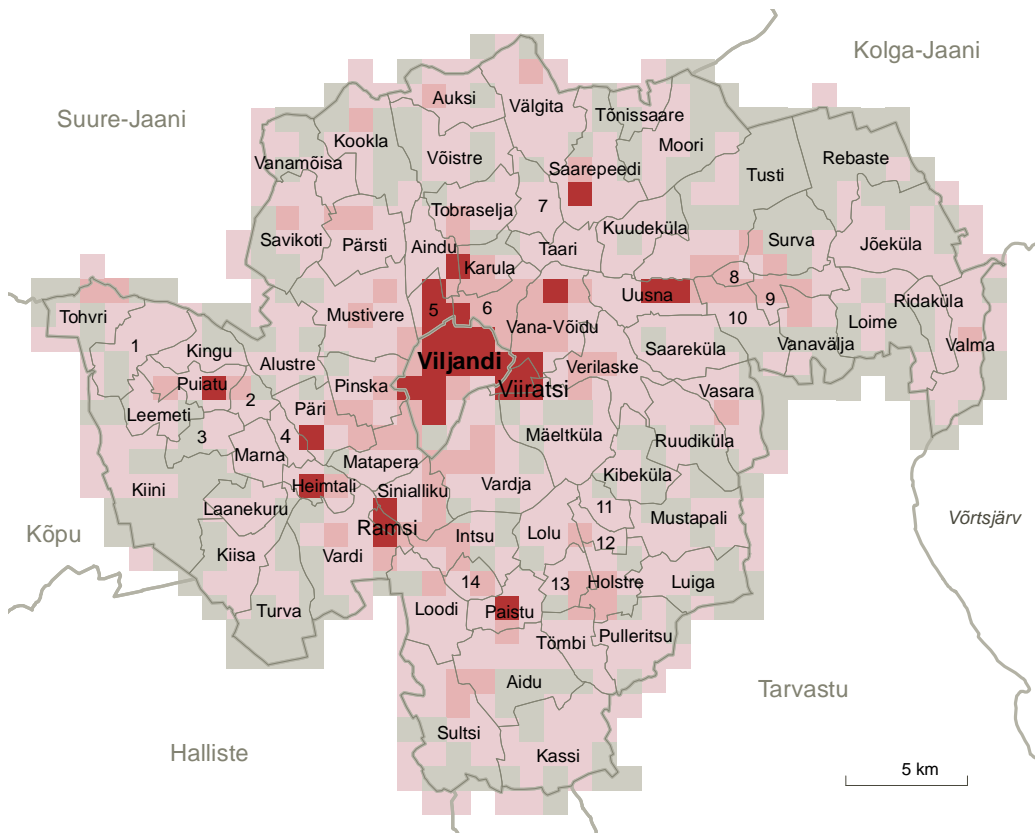 Kolga-Jaani
Suure-Jaani
Auksi
Välgita
Tõnissaare
Kookla
Moori
Võistre
Vanamõisa
Saarepeedi
Rebaste
Tusti
7
Tobraselja
Kuudeküla
Savikoti
Pärsti
Aindu
Taari
Surva
Jõeküla
Karula
8
Uusna
9
Ridaküla
5
6
Mustivere
Tohvri
10
Loime
Vana-Võidu
1
Saareküla
Vanavälja
Valma
Kingu
Alustre
Viljandi
Verilaske
Puiatu
Pinska
Viiratsi
Vasara
2
Leemeti
Päri
3
4
Mäeltküla
Ruudiküla
Marna
Matapera
Kiini
Heimtali
Sinialliku
Vardja
Kibeküla
Laanekuru
11
Mustapali
Võrtsjärv
Kõpu
Ramsi
Intsu
Lolu
12
Kiisa
Vardi
14
13
Holstre
Luiga
Turva
Loodi
Paistu
Tõmbi
Pulleritsu
Aidu
Tarvastu
Sultsi
Halliste
Kassi
5 km